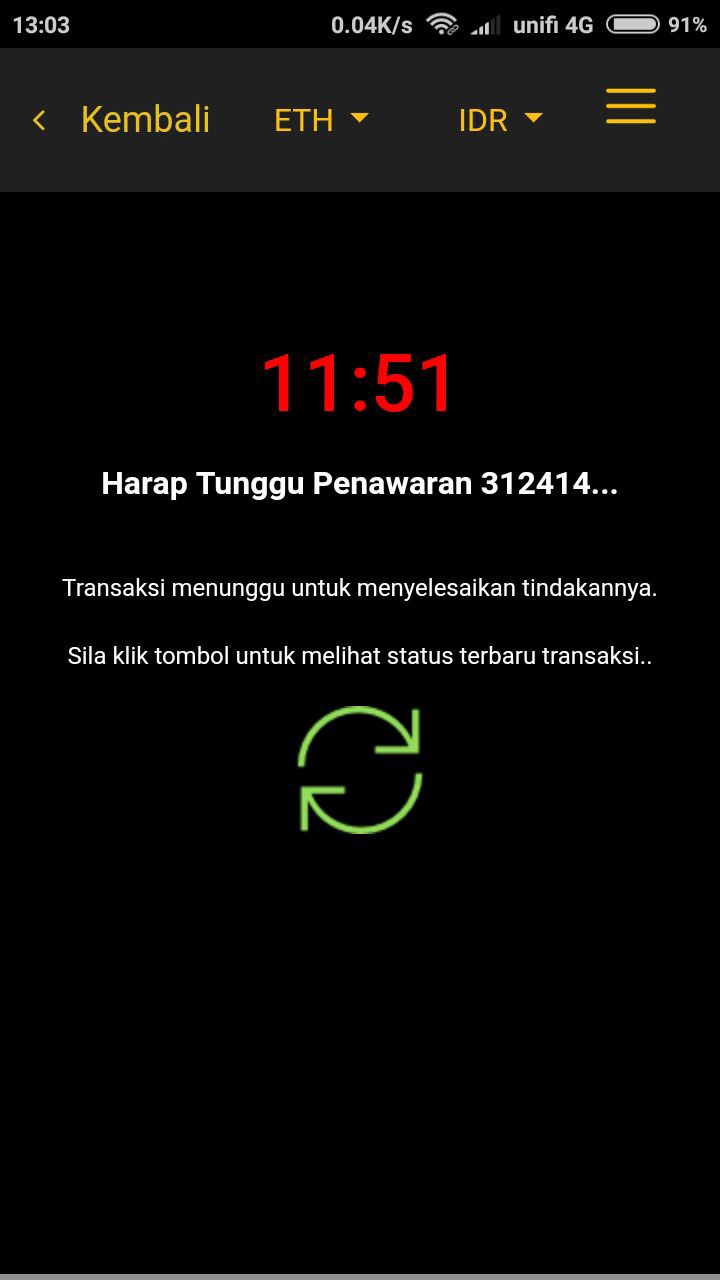 13:03 0.04K/s unifi 4G 91%
Kembali ETH IDR
11:51
Harap Tunggu Penawaran 312414...
Transaksi menunggu untuk menyelesaikan tindakannya.
Sila klik tombol untuk melihat status terbaru transaksi..